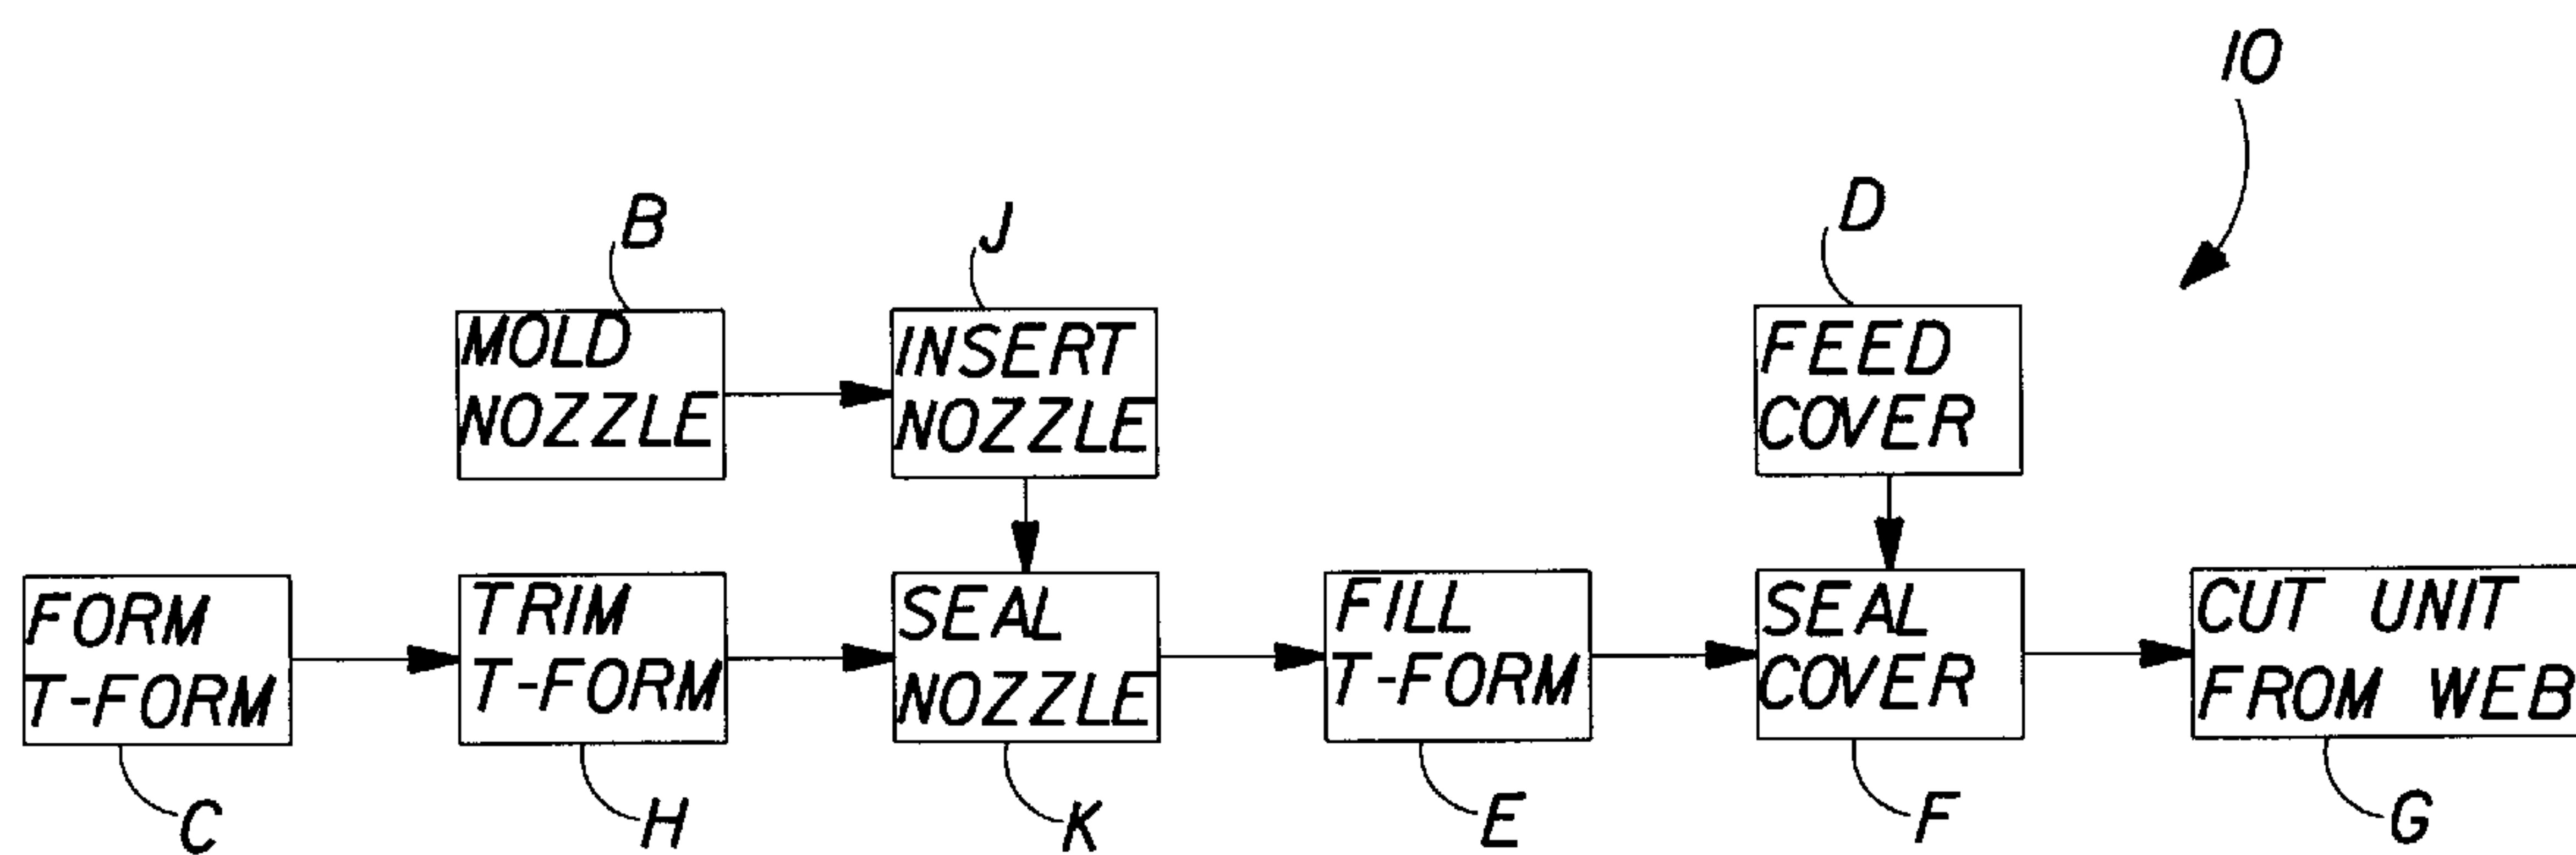 10
B
J
D
MOLD
NOZZLE
INSERT
NOZZLE
FEED
COVER
FORM
T-FORM
TRIM
T-FORM
SEAL
NOZZLE
FILL
T-FORM
SEAL
COVER
CUT UNIT
FROM WEB
C
H
K
E
F
G